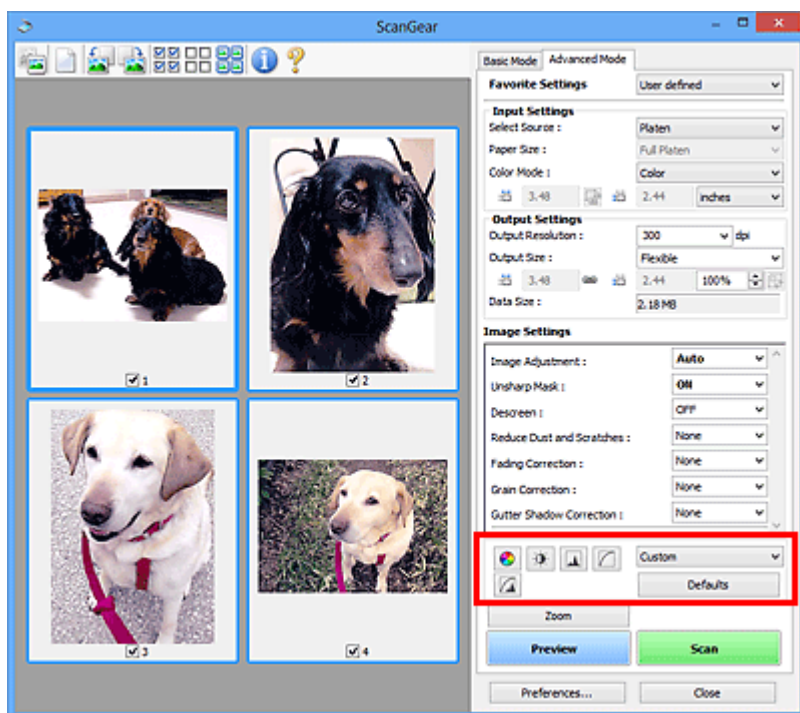 ScanGear
Basic Mode Advanced Mode
Favorite Settings User defined
Input Settings
Select Source : Platen
Paper Size : Full Platen
Color Mode : Color
3.48 2.44 inches
Output Settings
Output Resolution : 300 dpi
Output Size : Flexible
3.48 2.44 100%
Data Size : 2.18 MB
Image Settings
Image Adjustment : Auto
Unsharp Mask : ON
Descreen : OFF
Reduce Dust and Scratches : None
Fading Correction : None
Grain Correction : None
Gutter Shadow Correction : None
Custom
Defaults
Zoom
Preview Scan
Preferences... Close
1
2
3
4